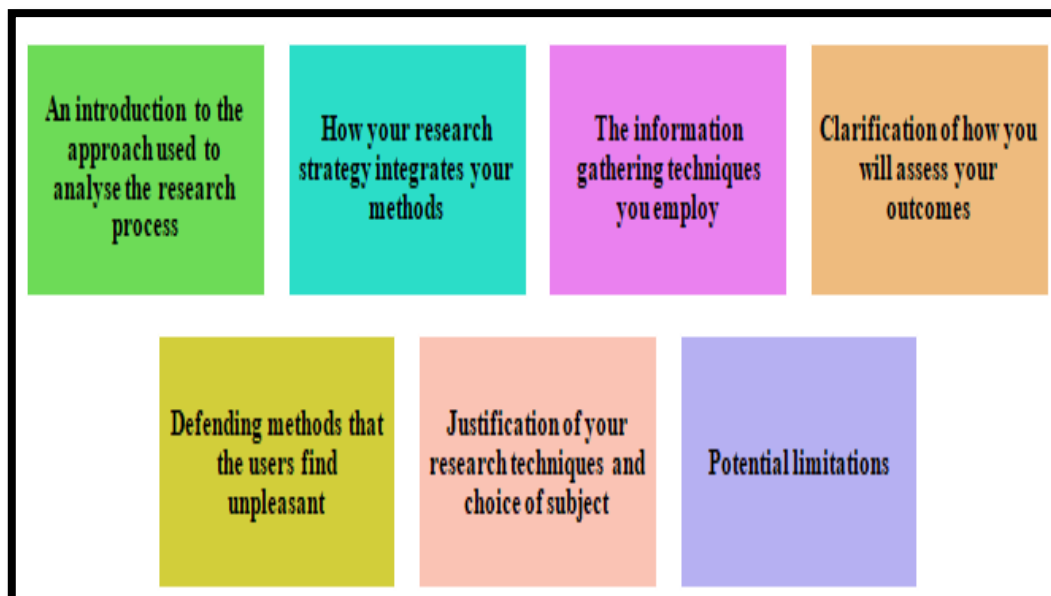 An introduction to the
approach used to
analyse the research
process
How your research
strategy integrates your
methods
The information
gathering techniques
you employ
Clarification of how you
will assess your
outcomes
Defending methods that
the users find
unpleasant
Justification of your
research techniques and
choice of subject
Potential limitations